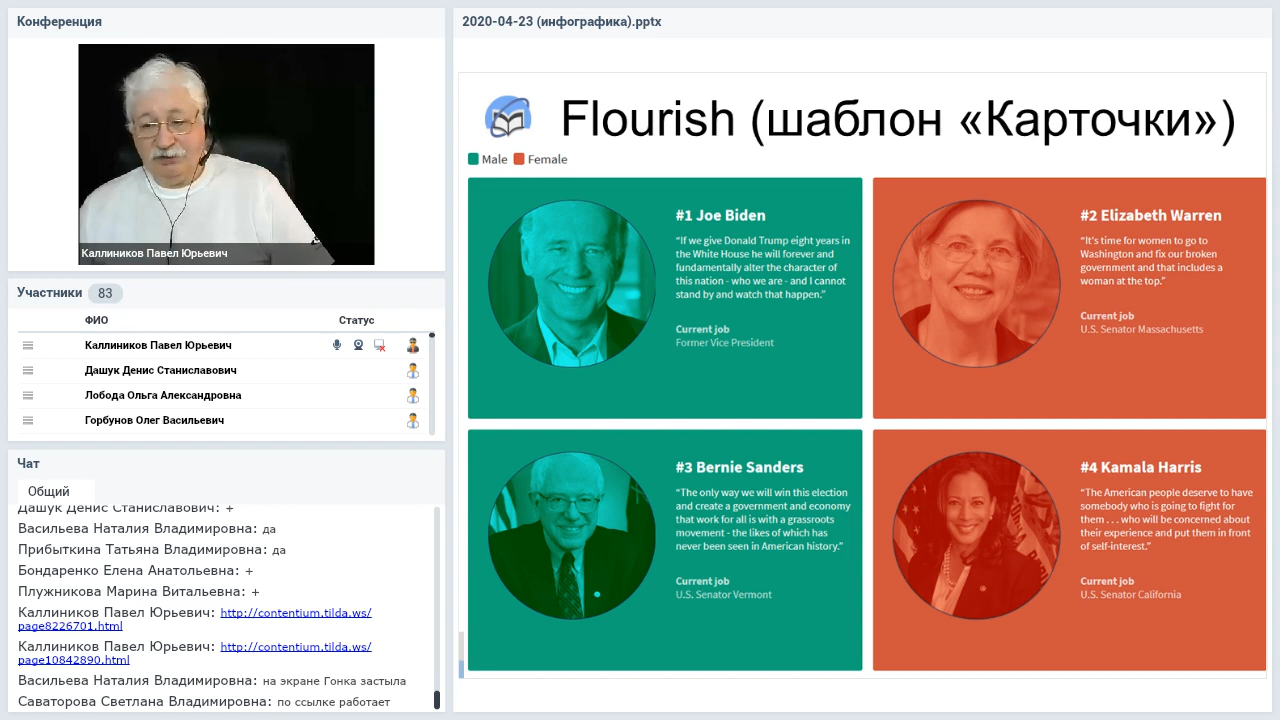 Конференция
Каллиников Павел Юрьевич
Участники 83
ФИО Статус
Каллиников Павел Юрьевич
Дашук Денис Станиславович
Лобода Ольга Александровна
Горбунов Олег Васильевич
Чат
Общий
Дашук Денис Станиславович: +
Васильева Наталия Владимировна: да
Прибыткина Татьяна Владимировна: да
Бондаренко Елена Анатольевна: +
Плужникова Марина Витальевна: +
Каллиников Павел Юрьевич: http://contentium.tilda.ws/
page8226701.html
Каллиников Павел Юрьевич: http://contentium.tilda.ws/
page10842890.html
Васильева Наталия Владимировна: на экране Гонка застыла
Саваторова Светлана Владимировна: по ссылке работает
2020-04-23 (инфографика).pptx
Flourish (шаблон «Карточки»)
Male Female
#1 Joe Biden
“If we give Donald Trump eight years in
the White House he will forever and
fundamentally alter the character of
this nation - who we are - and I cannot
stand by and watch that happen.”
Current job
Former Vice President
#2 Elizabeth Warren
“It's time for women to go to
Washington and fix our broken
government and that includes a
woman at the top.”
Current job
U.S. Senator Massachusetts
#3 Bernie Sanders
“The only way we will win this election
and create a government and economy
that work for all is with a grassroots
movement - the likes of which has
never been seen in American history.”
Current job
U.S. Senator Vermont
#4 Kamala Harris
“The American people deserve to have
somebody who is going to fight for
them . . . who will be concerned about
their experience and put them in front
of self-interest.”
Current job
U.S. Senator California